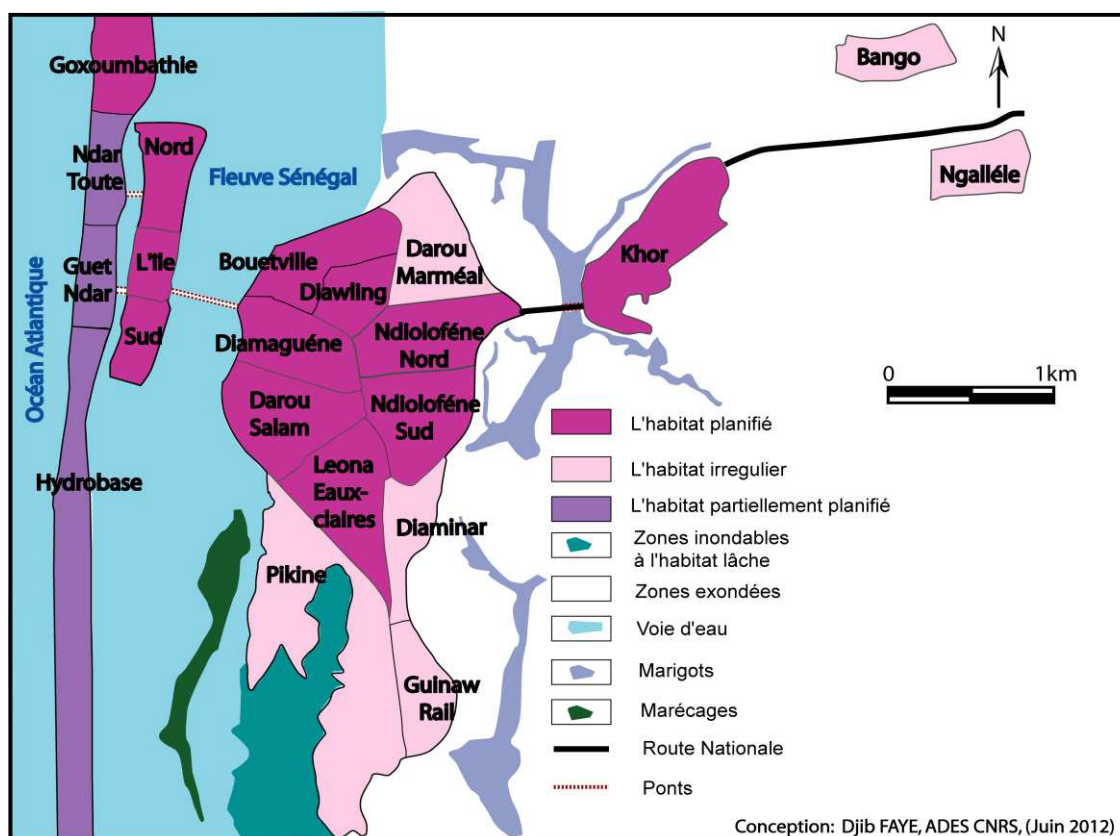 Goxoumbathie
Ndar
Toute
Nord
Fleuve Sénégal
Océan Atlantique
Guet
Ndar
L'île
Sud
Hydrobase
Bouetville
Diawling
Darou
Marméal
Diamaguéne
Ndioloféne
Nord
Darou
Salam
Ndioloféne
Sud
Leona
Eaux-
claires
Diaminar
Pikine
Guinaw
Rail
Khor
Bango
Ngalléle
N
0 1km
L'habitat planifié
L'habitat irregulier
L'habitat partiellement planifié
Zones inondables
à l'habitat lâche
Zones exondées
Voie d'eau
Marigots
Marécages
Route Nationale
Ponts
Conception: Djib FAYE, ADES CNRS, (Juin 2012)